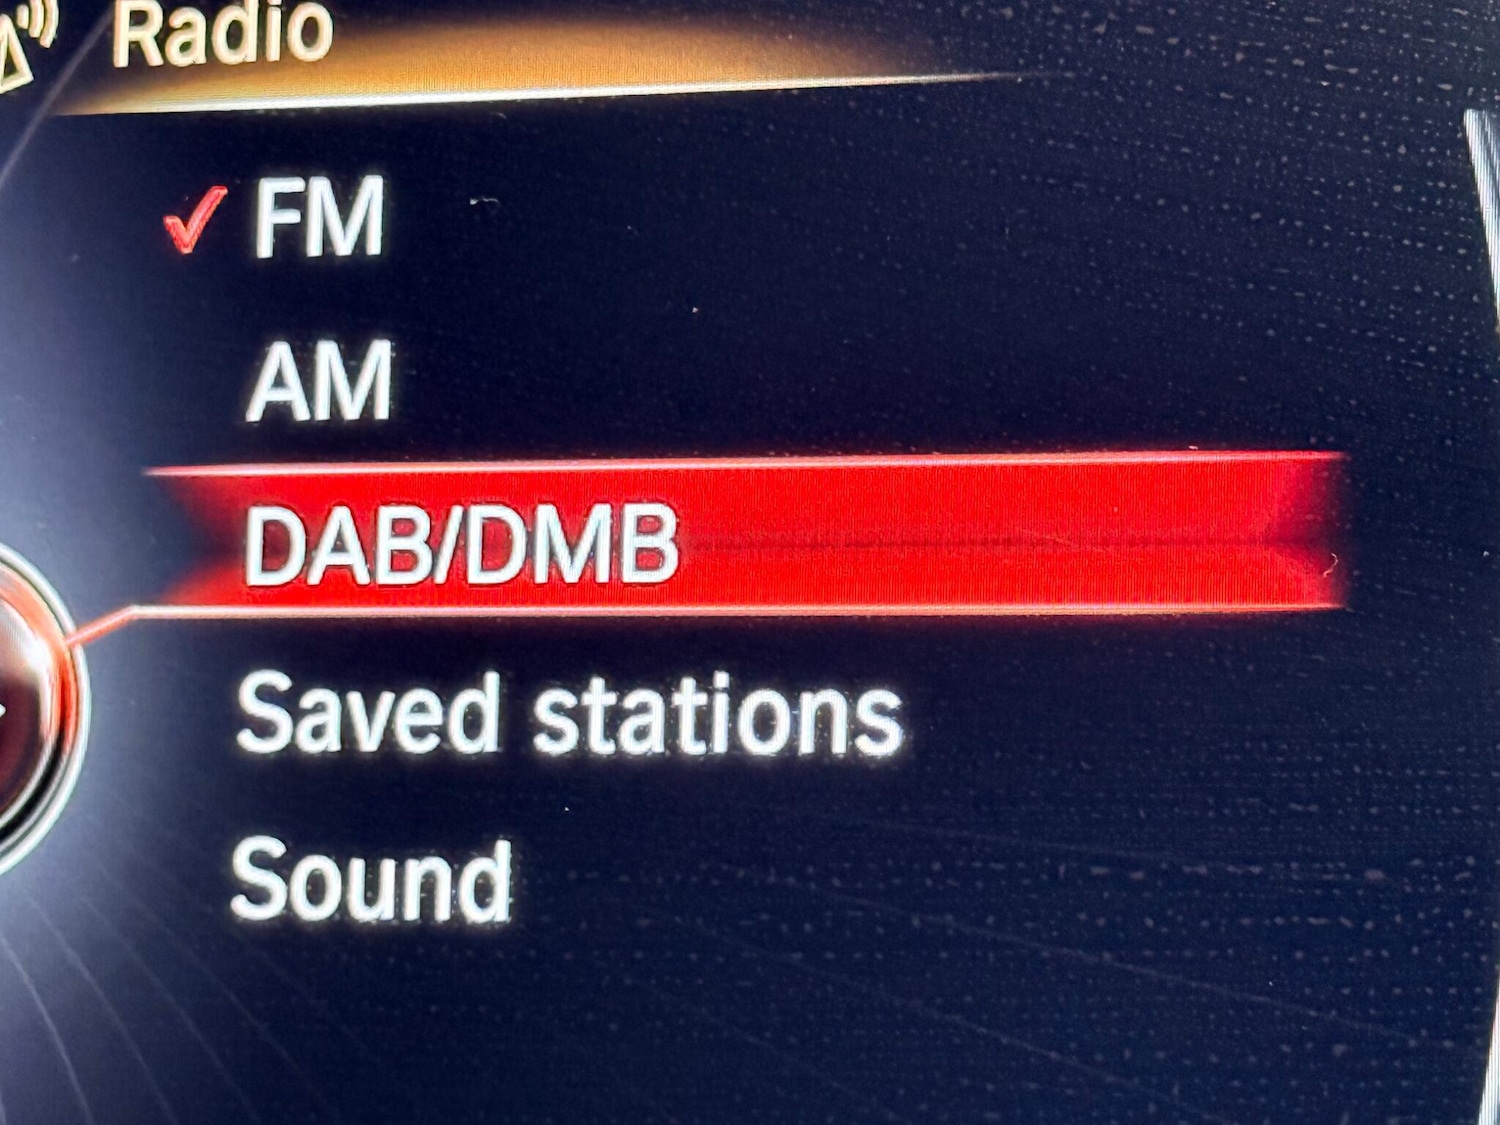 Radio
FM
AM
DAB/DMB
Saved stations
Sound